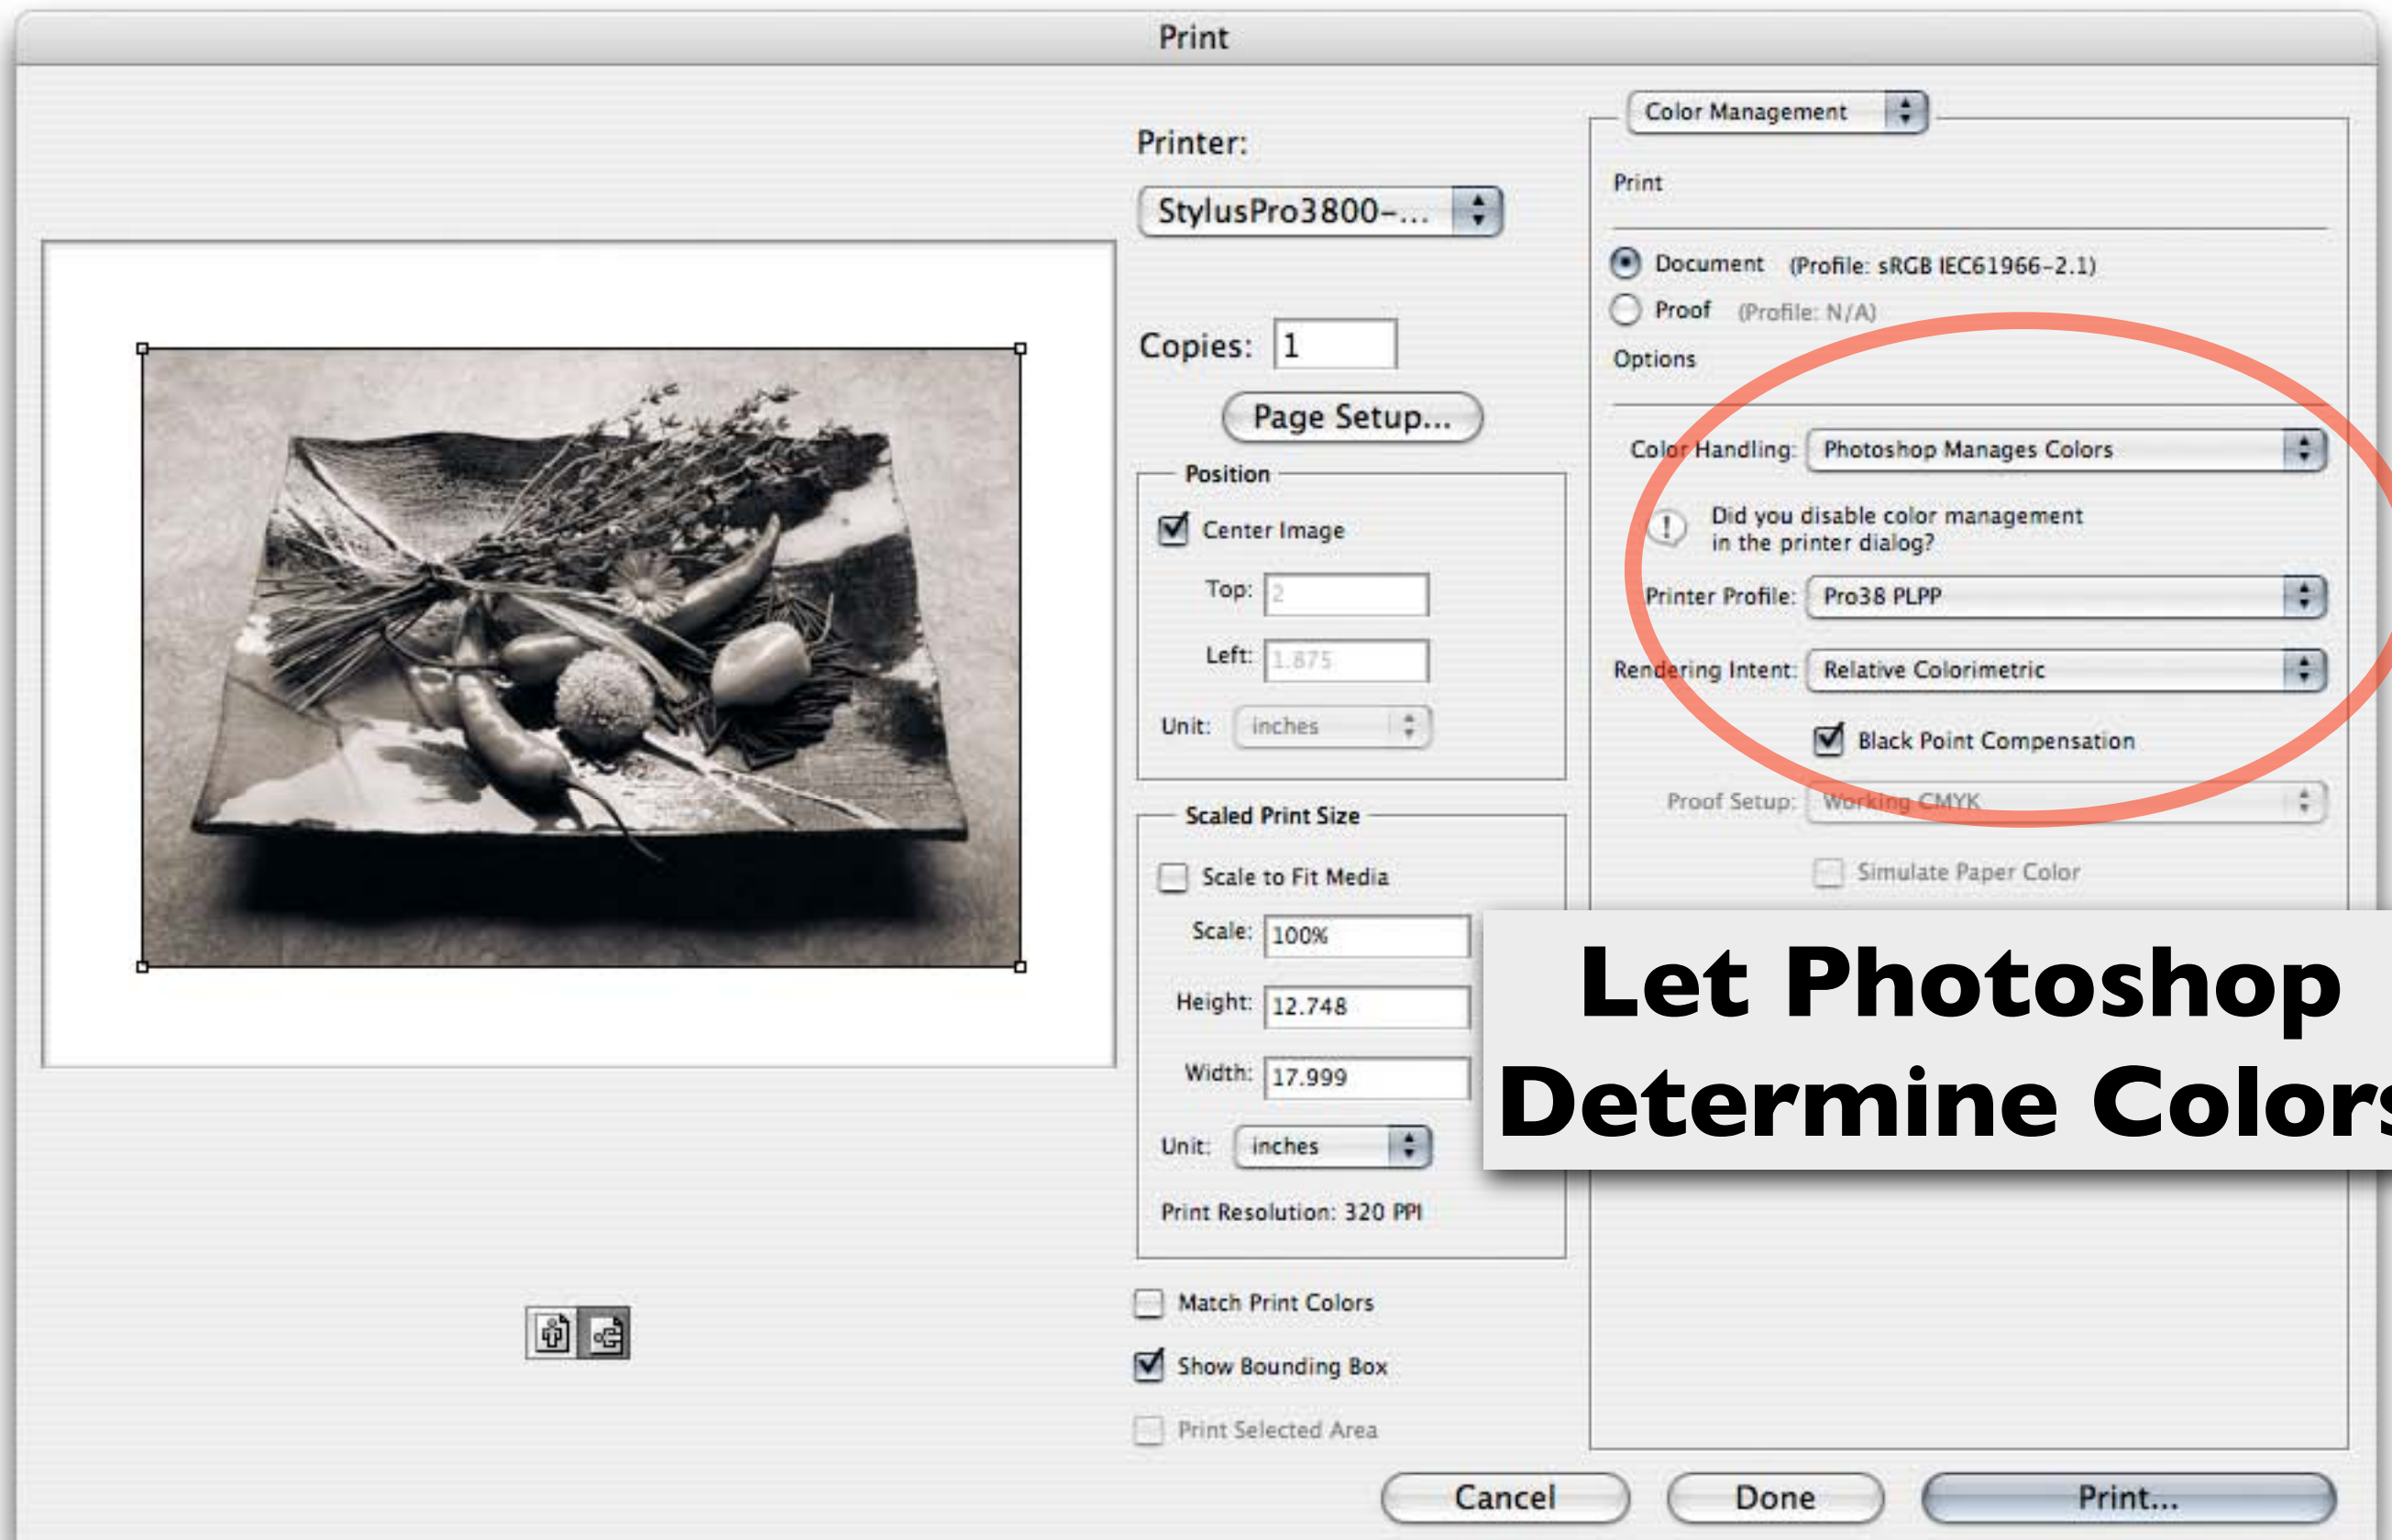 Print
Printer:
StylusPro3800-...
Copies: 1
Page Setup...
Position
Center Image
Top: 2
Left: 1.875
Unit: inches
Scaled Print Size
Scale to Fit Media
Scale: 100%
Height: 12.748
Width: 17.999
Unit: inches
Print Resolution: 320 PPI
Match Print Colors
Show Bounding Box
Print Selected Area
Color Management
Print
Document (Profile: sRGB IEC61966-2.1)
Proof (Profile: N/A)
Options
Color Handling: Photoshop Manages Colors
! Did you disable color management
in the printer dialog?
Printer Profile: Pro38 PLPP
Rendering Intent: Relative Colorimetric
Black Point Compensation
Proof Setup: Working CMYK
Simulate Paper Color
Let Photoshop
Determine Colors
Cancel Done Print...